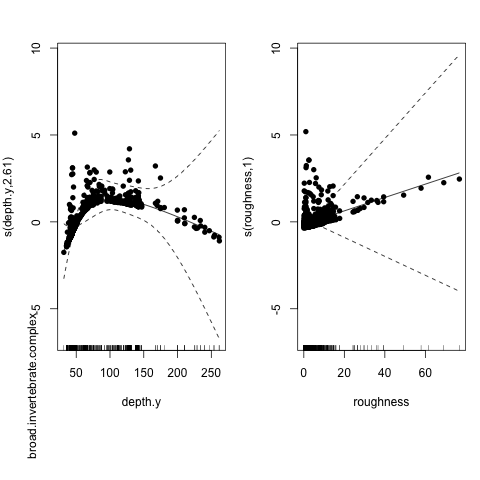 10
5
0
-5
s(depth.y,2.61)
50 100 150 200 250
depth.y
broad.invertebrate.complex
10
5
0
-5
s(roughness,1)
0 20 40 60
roughness